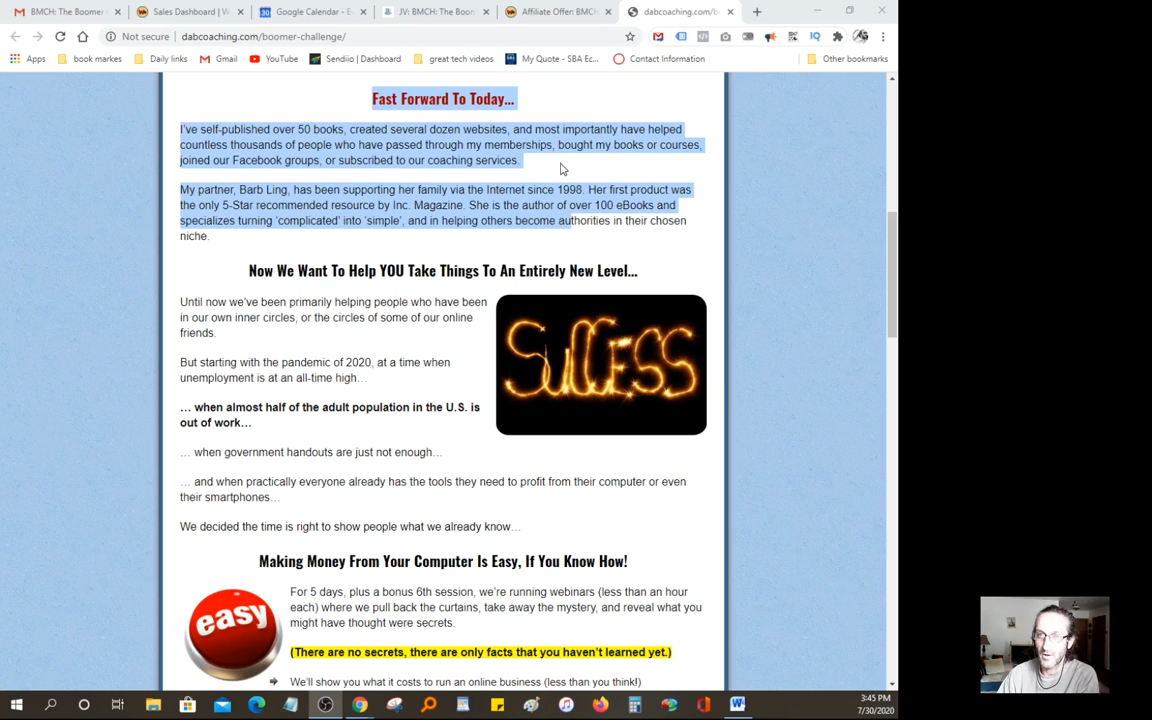 BMCH: The Boomer
Sales Dashboard | W
Google Calendar - E
JV: BMCH: The Boom
Affiliate Offer: BMCH
dabcoaching.com/b
Not secure | dabcoaching.com/boomer-challenge/
Apps book markes Daily links Gmail YouTube Sendiio | Dashboard great tech videos My Quote - SBA Ec... Contact Information Other bookmarks
Fast Forward To Today...
I've self-published over 50 books, created several dozen websites, and most importantly have helped
countless thousands of people who have passed through my memberships, bought my books or courses,
joined our Facebook groups, or subscribed to our coaching services.
My partner, Barb Ling, has been supporting her family via the Internet since 1998. Her first product was
the only 5-Star recommended resource by Inc. Magazine. She is the author of over 100 eBooks and
specializes turning 'complicated' into 'simple', and in helping others become authorities in their chosen
niche.
Now We Want To Help YOU Take Things To An Entirely New Level...
Until now we've been primarily helping people who have been
in our own inner circles, or the circles of some of our online
friends.
SUCCESS
But starting with the pandemic of 2020, at a time when
unemployment is at an all-time high...
... when almost half of the adult population in the U.S. is
out of work...
... when government handouts are just not enough...
... and when practically everyone already has the tools they need to profit from their computer or even
their smartphones...
We decided the time is right to show people what we already know...
Making Money From Your Computer Is Easy, If You Know How!
easy
For 5 days, plus a bonus 6th session, we're running webinars (less than an hour
each) where we pull back the curtains, take away the mystery, and reveal what you
might have thought were secrets.
(There are no secrets, there are only facts that you haven't learned yet.)
We'll show you what it costs to run an online business (less than you think!)
3:45 PM
7/30/2020